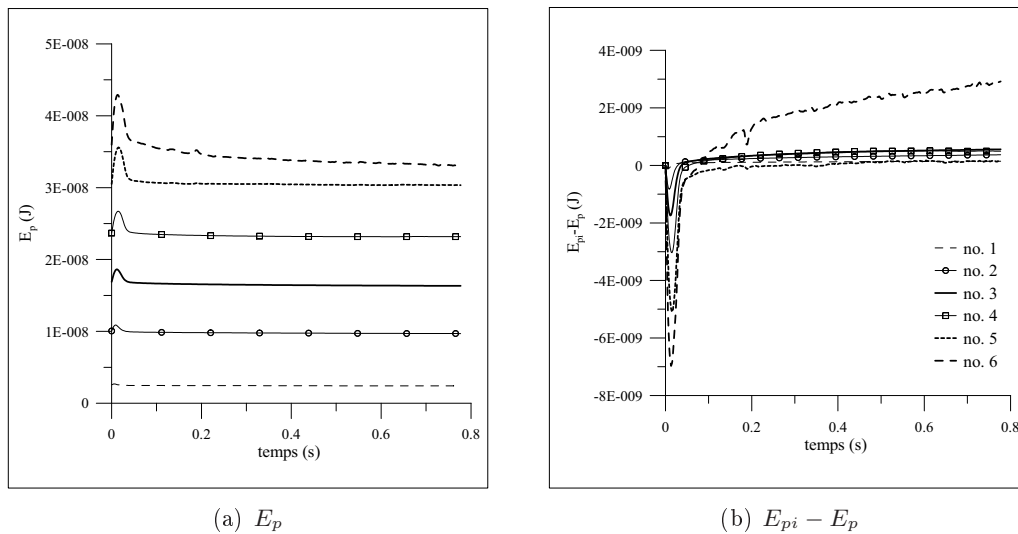 5E-008
4E-008
3E-008
2E-008
1E-008
0
E_p (J)
0 0.2 0.4 0.6 0.8
temps (s)
(a) E_p
4E-009
2E-009
0
-2E-009
-4E-009
-6E-009
-8E-009
E_pi-E_p (J)
no. 1
no. 2
no. 3
no. 4
no. 5
no. 6
0 0.2 0.4 0.6 0.8
temps (s)
(b) E_pi − E_p